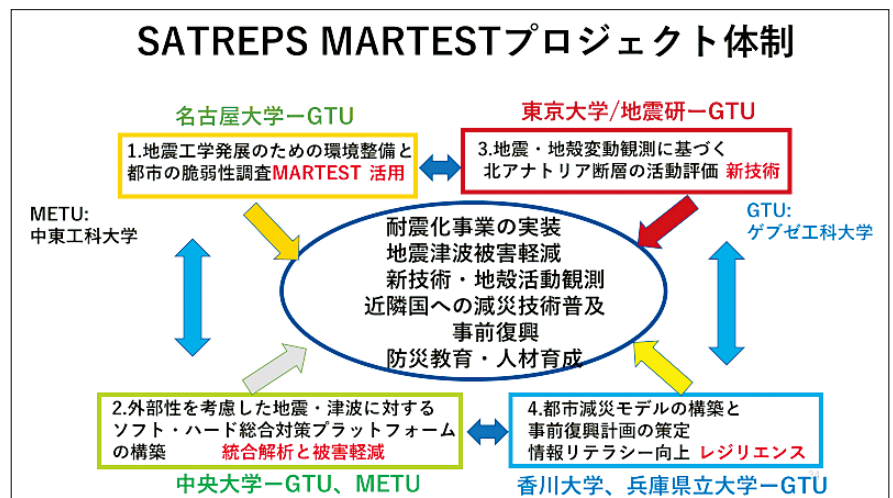 SATREPS MARTESTプロジェクト体制
名古屋大学ーGTU
東京大学/地震研ーGTU
1.地震工学発展のための環境整備と
都市の脆弱性調査MARTEST 活用
3.地震・地殻変動観測に基づく
北アナトリア断層の活動評価 新技術
METU:
中東工科大学
GTU:
ゲブゼ工科大学
耐震化事業の実装
地震津波被害軽減
新技術・地殻活動観測
近隣国への減災技術普及
事前復興
防災教育・人材育成
2.外部性を考慮した地震・津波に対する
ソフト・ハード総合対策プラットフォーム
の構築 統合解析と被害軽減
4.都市減災モデルの構築と
事前復興計画の策定
情報リテラシー向上 レジリエンス
中央大学ーGTU、METU
香川大学、兵庫県立大学ーGTU